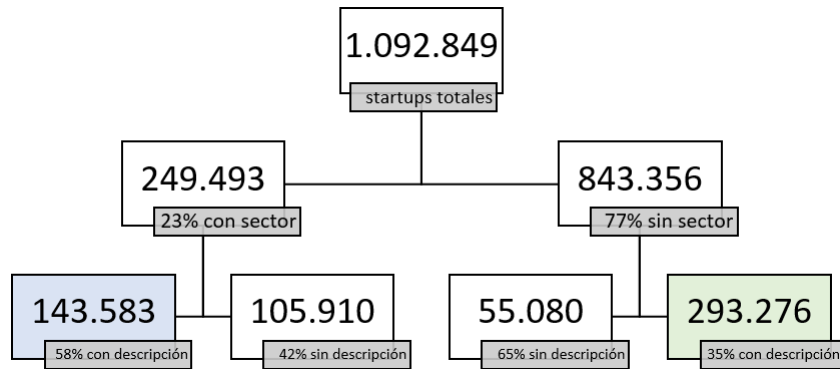 1.092.849
startups totales
249.493
23% con sector
843.356
77% sin sector
143.583
58% con descripción
105.910
42% sin descripción
55.080
65% sin descripción
293.276
35% con descripción